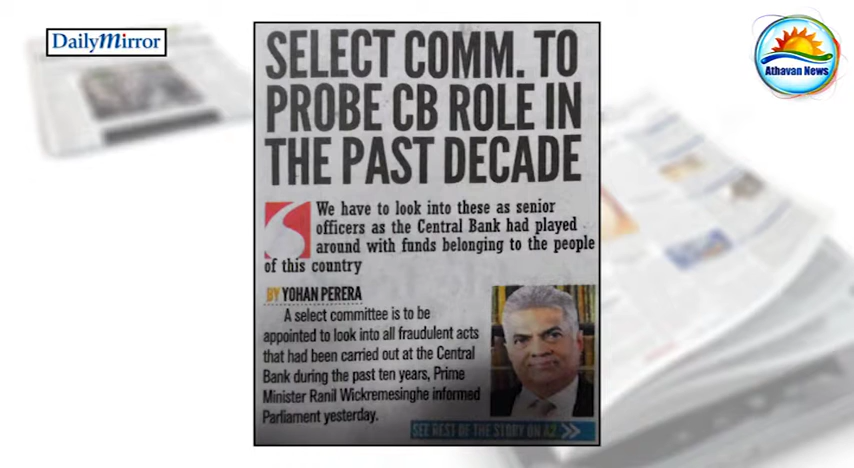 DailyMirror
Athavan News
SELECT COMM. TO
PROBE CB ROLE IN
THE PAST DECADE
We have to look into these as senior
officers as the Central Bank had played
around with funds belonging to the people
of this country
BY YOHAN PERERA
A select committee is to be
appointed to look into all fraudulent acts
that had been carried out at the Central
Bank during the past ten years, Prime
Minister Ranil Wickremesinghe informed
Parliament yesterday.
SEE REST OF THE STORY ON A2